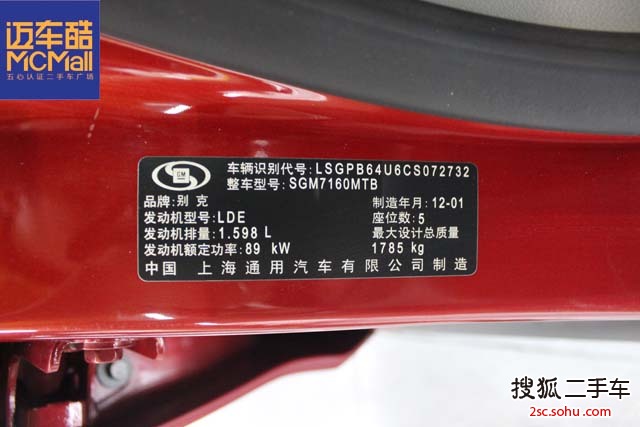 迈车酷
MCMall
五心认证二手车广场
GM
车辆识别代号: LSGPB64U6CS072732
整车型号: SGM7160MTB
品牌: 别克
制造年月: 12-01
发动机型号: LDE
座位数: 5
发动机排量: 1.598 L
最大设计总质量
发动机额定功率: 89 kW
1785 kg
中国 上海通用汽车有限公司制造
搜狐二手车
2sc.sohu.com